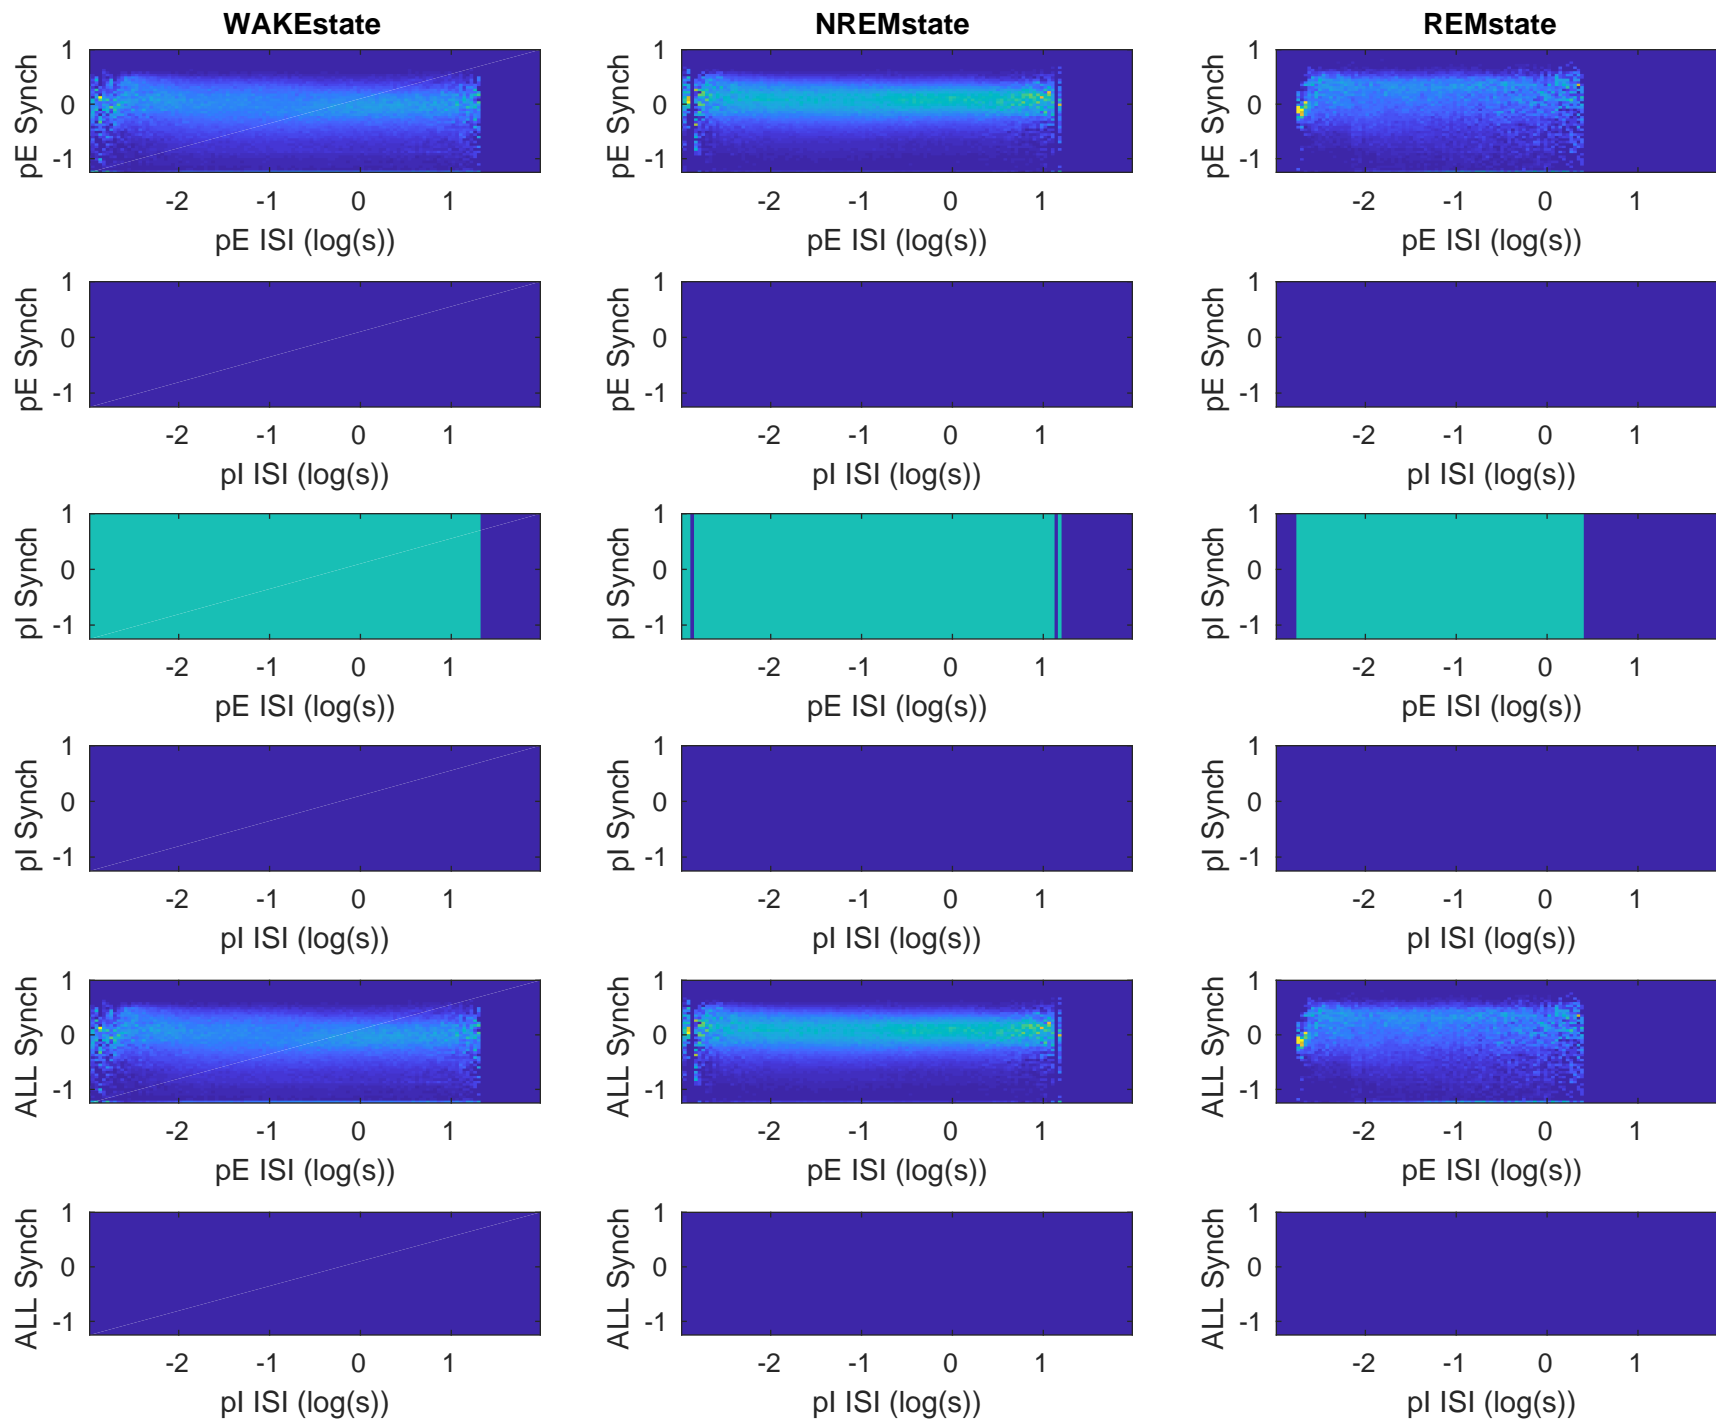 WAKEstate NREMstate REMstate
pE Synch 1 0 -1 pE Synch 1 0 -1 pE Synch 1 0 -1
-2 -1 0 1 -2 -1 0 1 -2 -1 0 1
pE ISI (log(s)) pE ISI (log(s)) pE ISI (log(s))
pE Synch 1 0 -1 pE Synch 1 0 -1 pE Synch 1 0 -1
-2 -1 0 1 -2 -1 0 1 -2 -1 0 1
pI ISI (log(s)) pI ISI (log(s)) pI ISI (log(s))
pI Synch 1 0 -1 pI Synch 1 0 -1 pI Synch 1 0 -1
-2 -1 0 1 -2 -1 0 1 -2 -1 0 1
pE ISI (log(s)) pE ISI (log(s)) pE ISI (log(s))
pI Synch 1 0 -1 pI Synch 1 0 -1 pI Synch 1 0 -1
-2 -1 0 1 -2 -1 0 1 -2 -1 0 1
pI ISI (log(s)) pI ISI (log(s)) pI ISI (log(s))
ALL Synch 1 0 -1 ALL Synch 1 0 -1 ALL Synch 1 0 -1
-2 -1 0 1 -2 -1 0 1 -2 -1 0 1
pE ISI (log(s)) pE ISI (log(s)) pE ISI (log(s))
ALL Synch 1 0 -1 ALL Synch 1 0 -1 ALL Synch 1 0 -1
-2 -1 0 1 -2 -1 0 1 -2 -1 0 1
pI ISI (log(s)) pI ISI (log(s)) pI ISI (log(s))